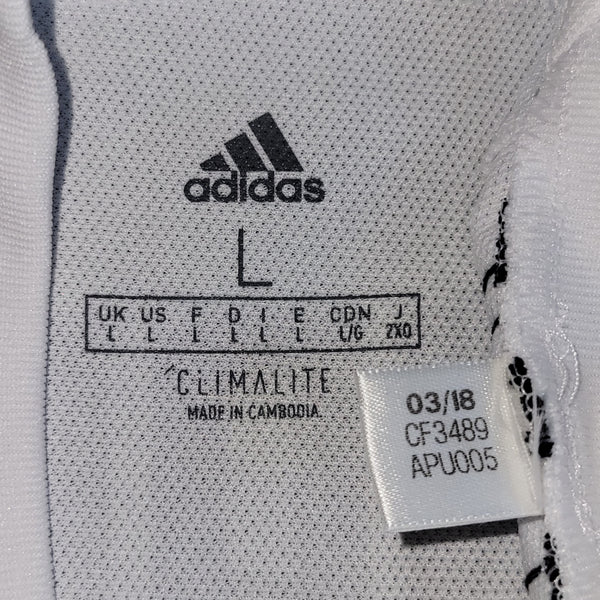 adidas
L
UK US F D I E CDN J
L L L L L L L/G 2XO
CLIMALITE
MADE IN CAMBODIA
03/18
CF3489
APU005